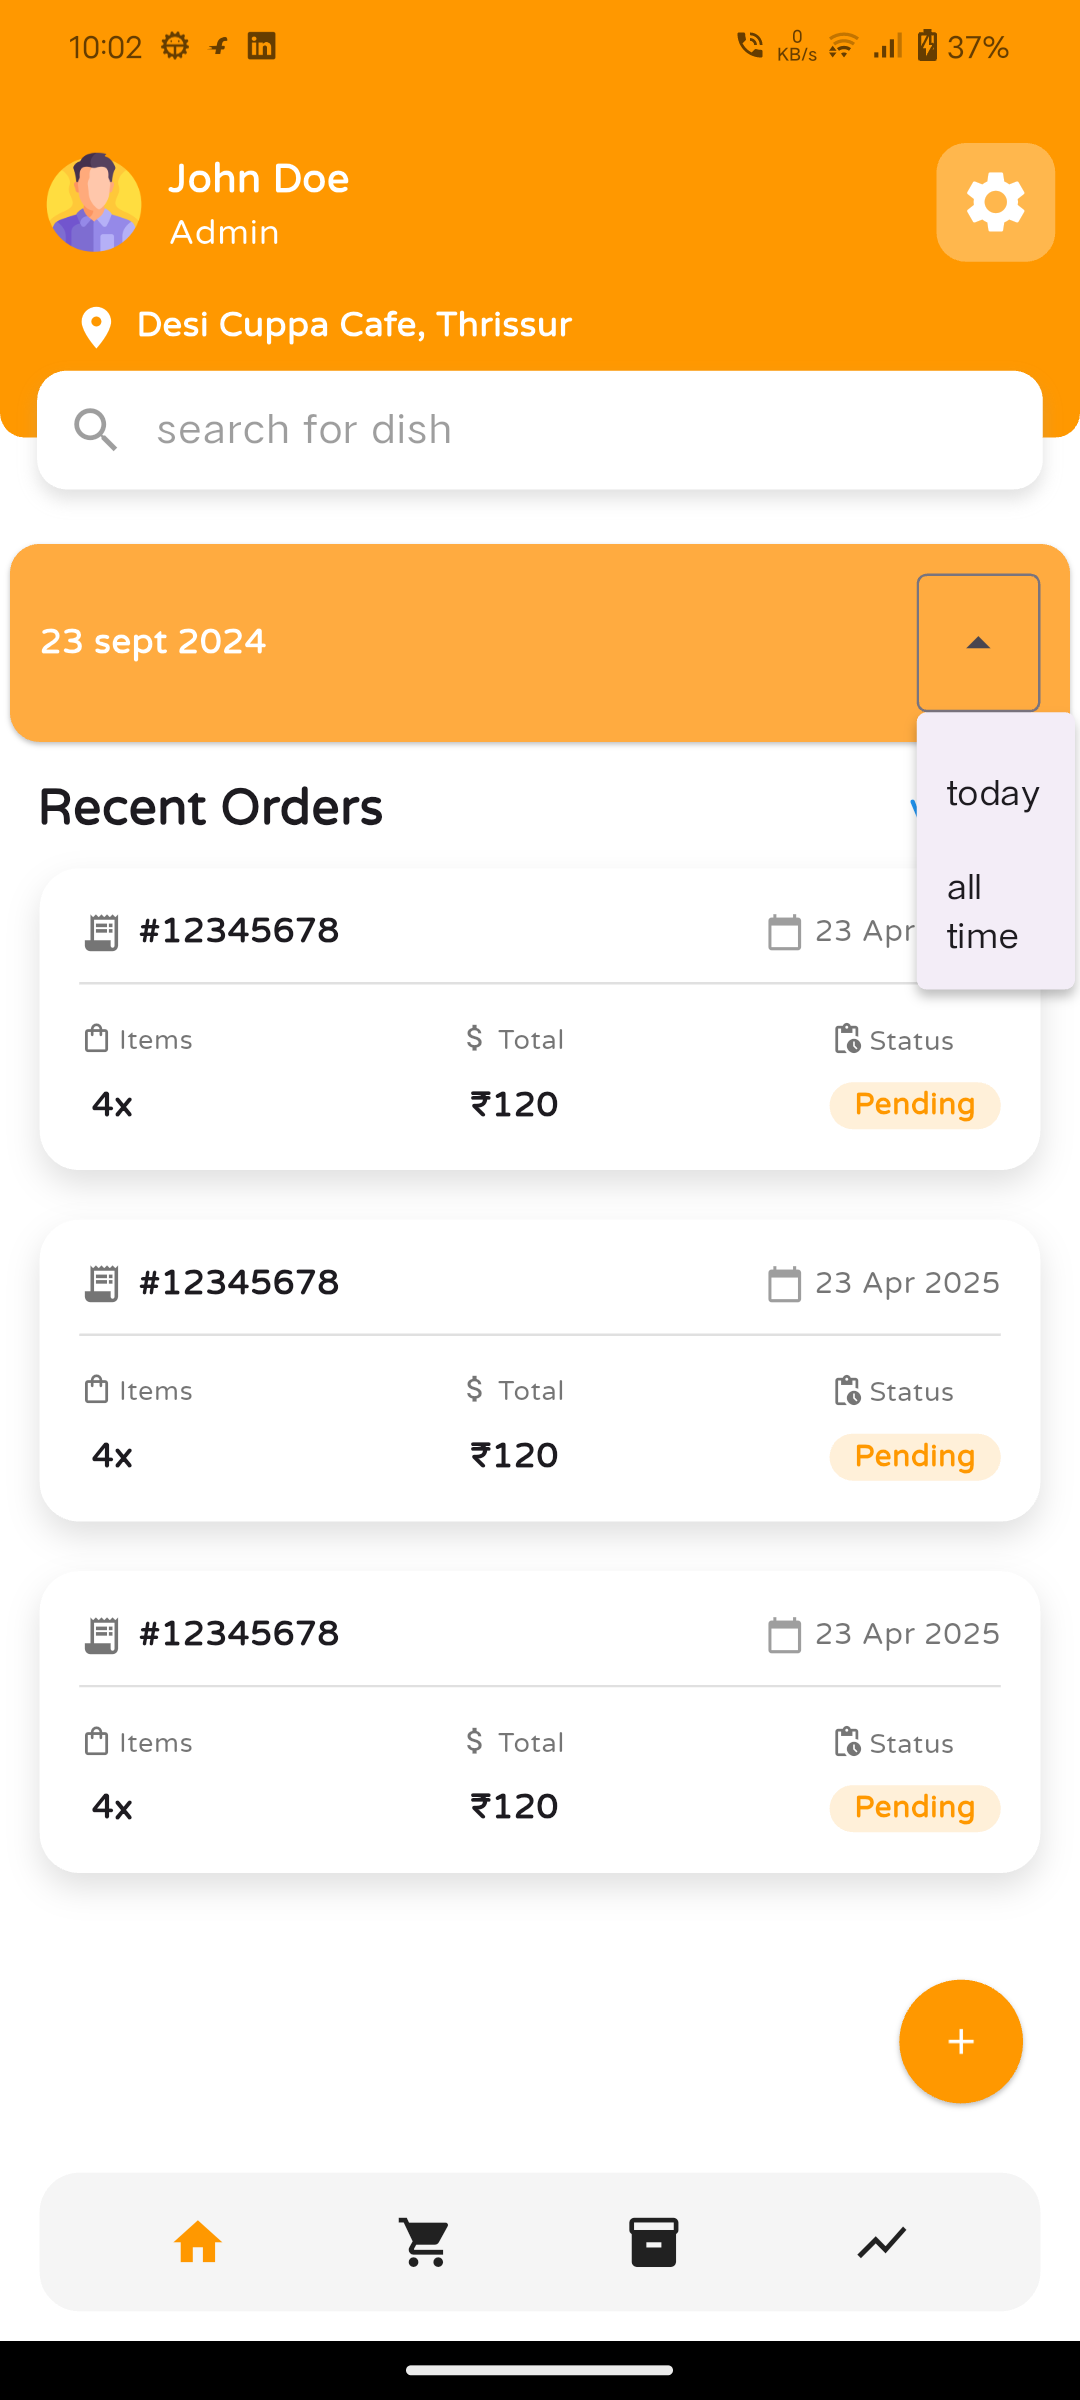 10:02
0
KB/s
37%
John Doe
Admin
Desi Cuppa Cafe, Thrissur
search for dish
23 sept 2024
today
all
time
Recent Orders
#12345678
23 Apr
Items
Total
Status
4x
₹120
Pending
#12345678
23 Apr 2025
Items
Total
Status
4x
₹120
Pending
#12345678
23 Apr 2025
Items
Total
Status
4x
₹120
Pending